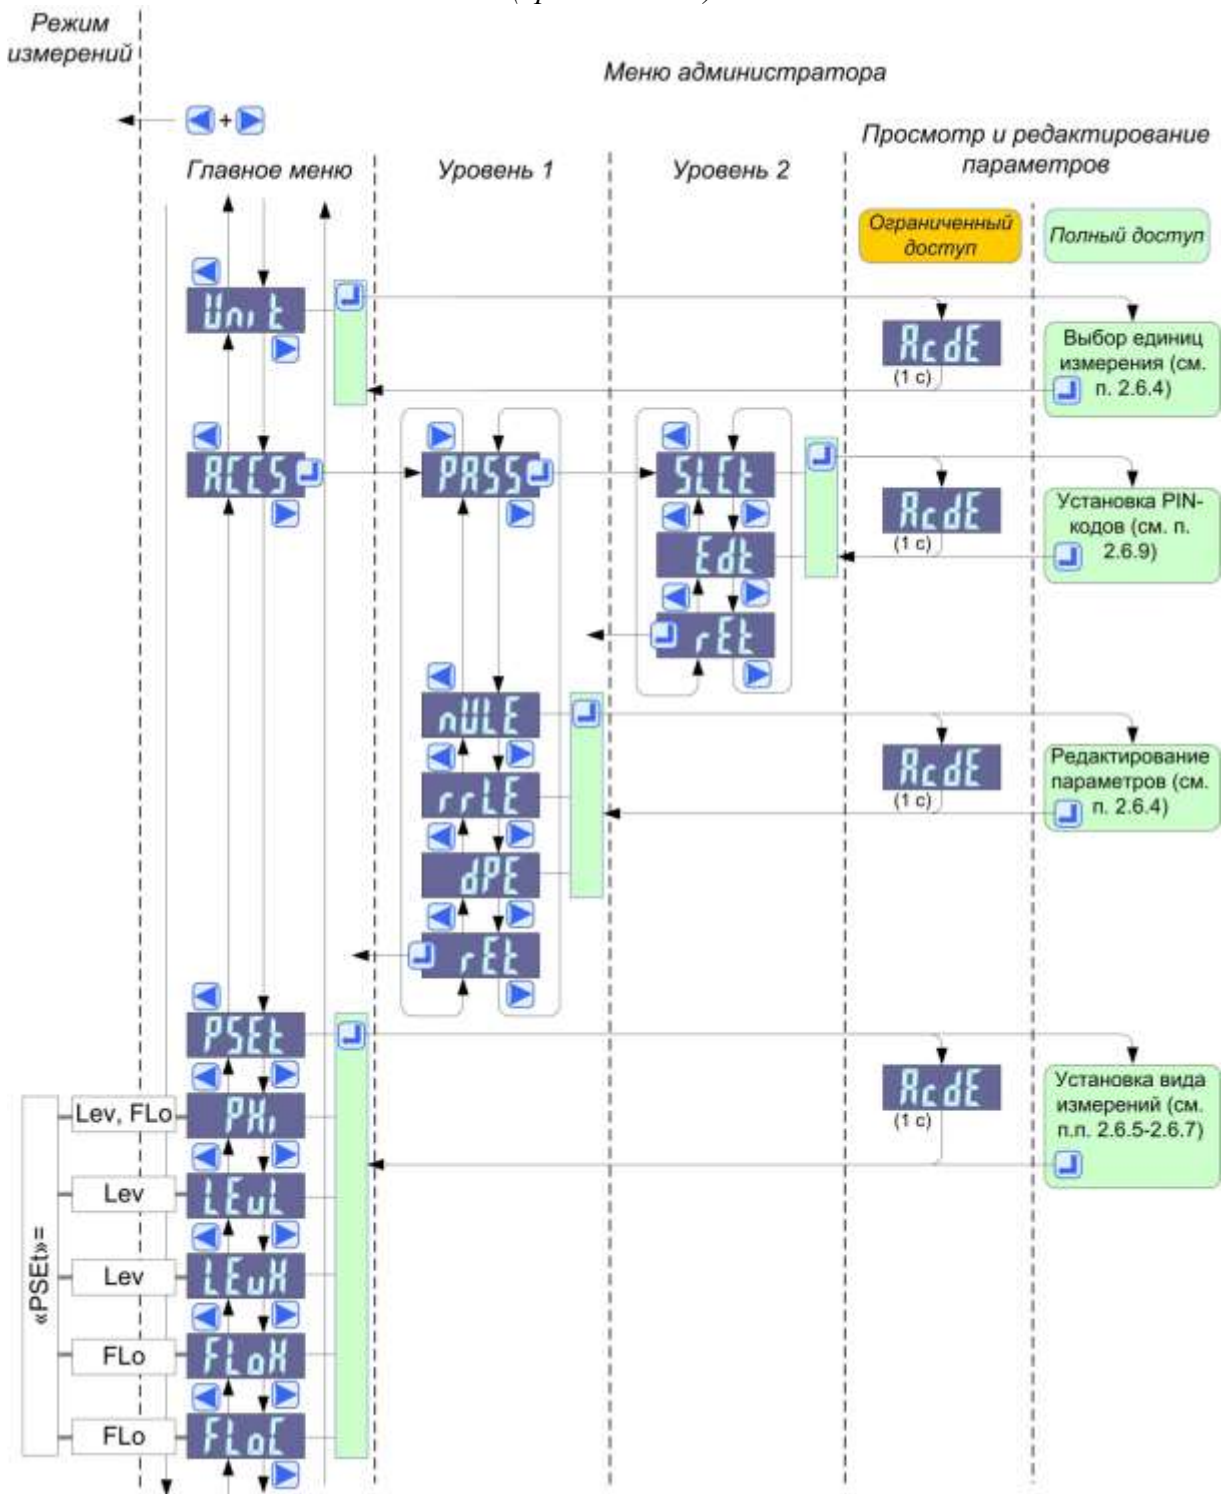 Режим
измерений
Меню администратора
+
Просмотр и редактирование
параметров
Главное меню
Уровень 1
Уровень 2
Ограниченный
доступ
Полный доступ
Unit
AcdE
(1 с)
Выбор единиц
измерения (см.
п. 2.6.4)
ACCS
PASS
SLCt
AcdE
(1 с)
Установка PIN-
кодов (см. п.
2.6.9)
Edt
rEt
nULE
AcdE
(1 с)
Редактирование
параметров (см.
п. 2.6.4)
rrLE
dPE
rEt
PSEt
AcdE
(1 с)
Установка вида
измерений (см.
п.п. 2.6.5-2.6.7)
«PSEt»=
Lev, FLo
PHi
Lev
LEuL
Lev
LEuH
FLo
FLoH
FLo
FLoC